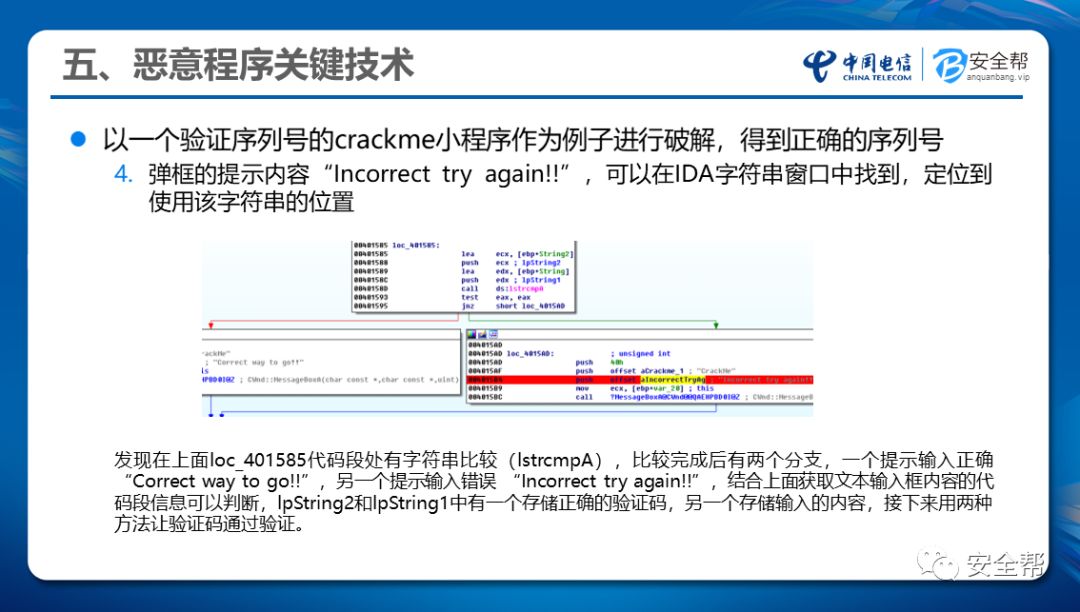 五、恶意程序关键技术
中国电信
CHINA TELECOM
安全帮
anquanbang.vip
● 以一个验证序列号的crackme小程序作为例子进行破解，得到正确的序列号
4. 弹框的提示内容“Incorrect try again!!”，可以在IDA字符串窗口中找到，定位到
使用该字符串的位置
00401585 loc_401585:
00401585 lea ecx, [ebp+String2]
00401588 push ecx ; lpString2
00401589 lea edx, [ebp+String]
0040158C push edx ; lpString1
0040158D call ds:lstrcmpA
00401593 test eax, eax
00401595 jnz short loc_4015AD
rackMe"
; "Correct way to go!!"
is
HPBD0I@Z ; CWnd::MessageBoxA(char const *,char const *,uint)
004015AD
004015AD loc_4015AD: ; unsigned int
004015AD push 40h
004015AF push offset aCrackme_1 ; "CrackMe"
004015B4 push offset aIncorrectTryAg ; "Incorrect try again!!
004015B9 mov ecx, [ebp+var_20] ; this
004015BC call ?MessageBoxA@CWnd@@QAEHPBD0I@Z ; CWnd::MessageB
发现在上面loc_401585代码段处有字符串比较（lstrcmpA），比较完成后有两个分支，一个提示输入正确
“Correct way to go!!”，另一个提示输入错误 “Incorrect try again!!”，结合上面获取文本输入框内容的代
码段信息可以判断，lpString2和lpString1中有一个存储正确的验证码，另一个存储输入的内容，接下来用两种
方法让验证码通过验证。
安全帮